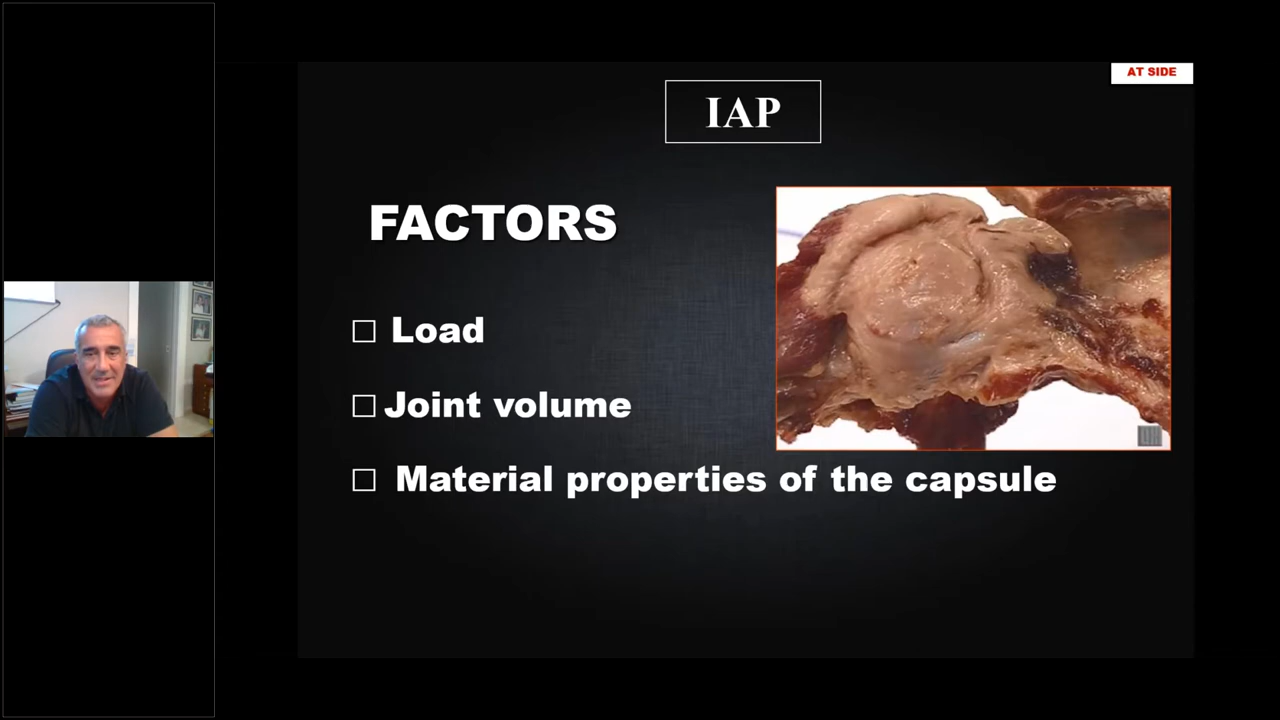 AT SIDE
IAP
FACTORS
Load
Joint volume
Material properties of the capsule